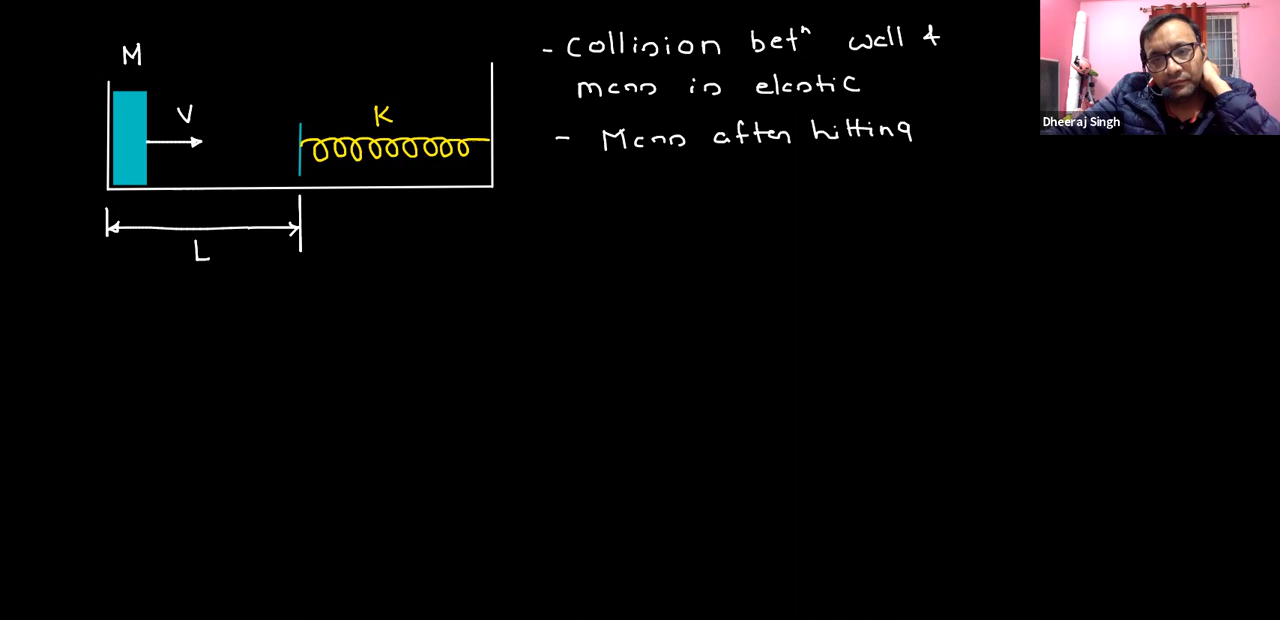 M
V
K
L
- Collision betⁿ wall &
mass is elastic
- Mass after hitting
Dheeraj Singh